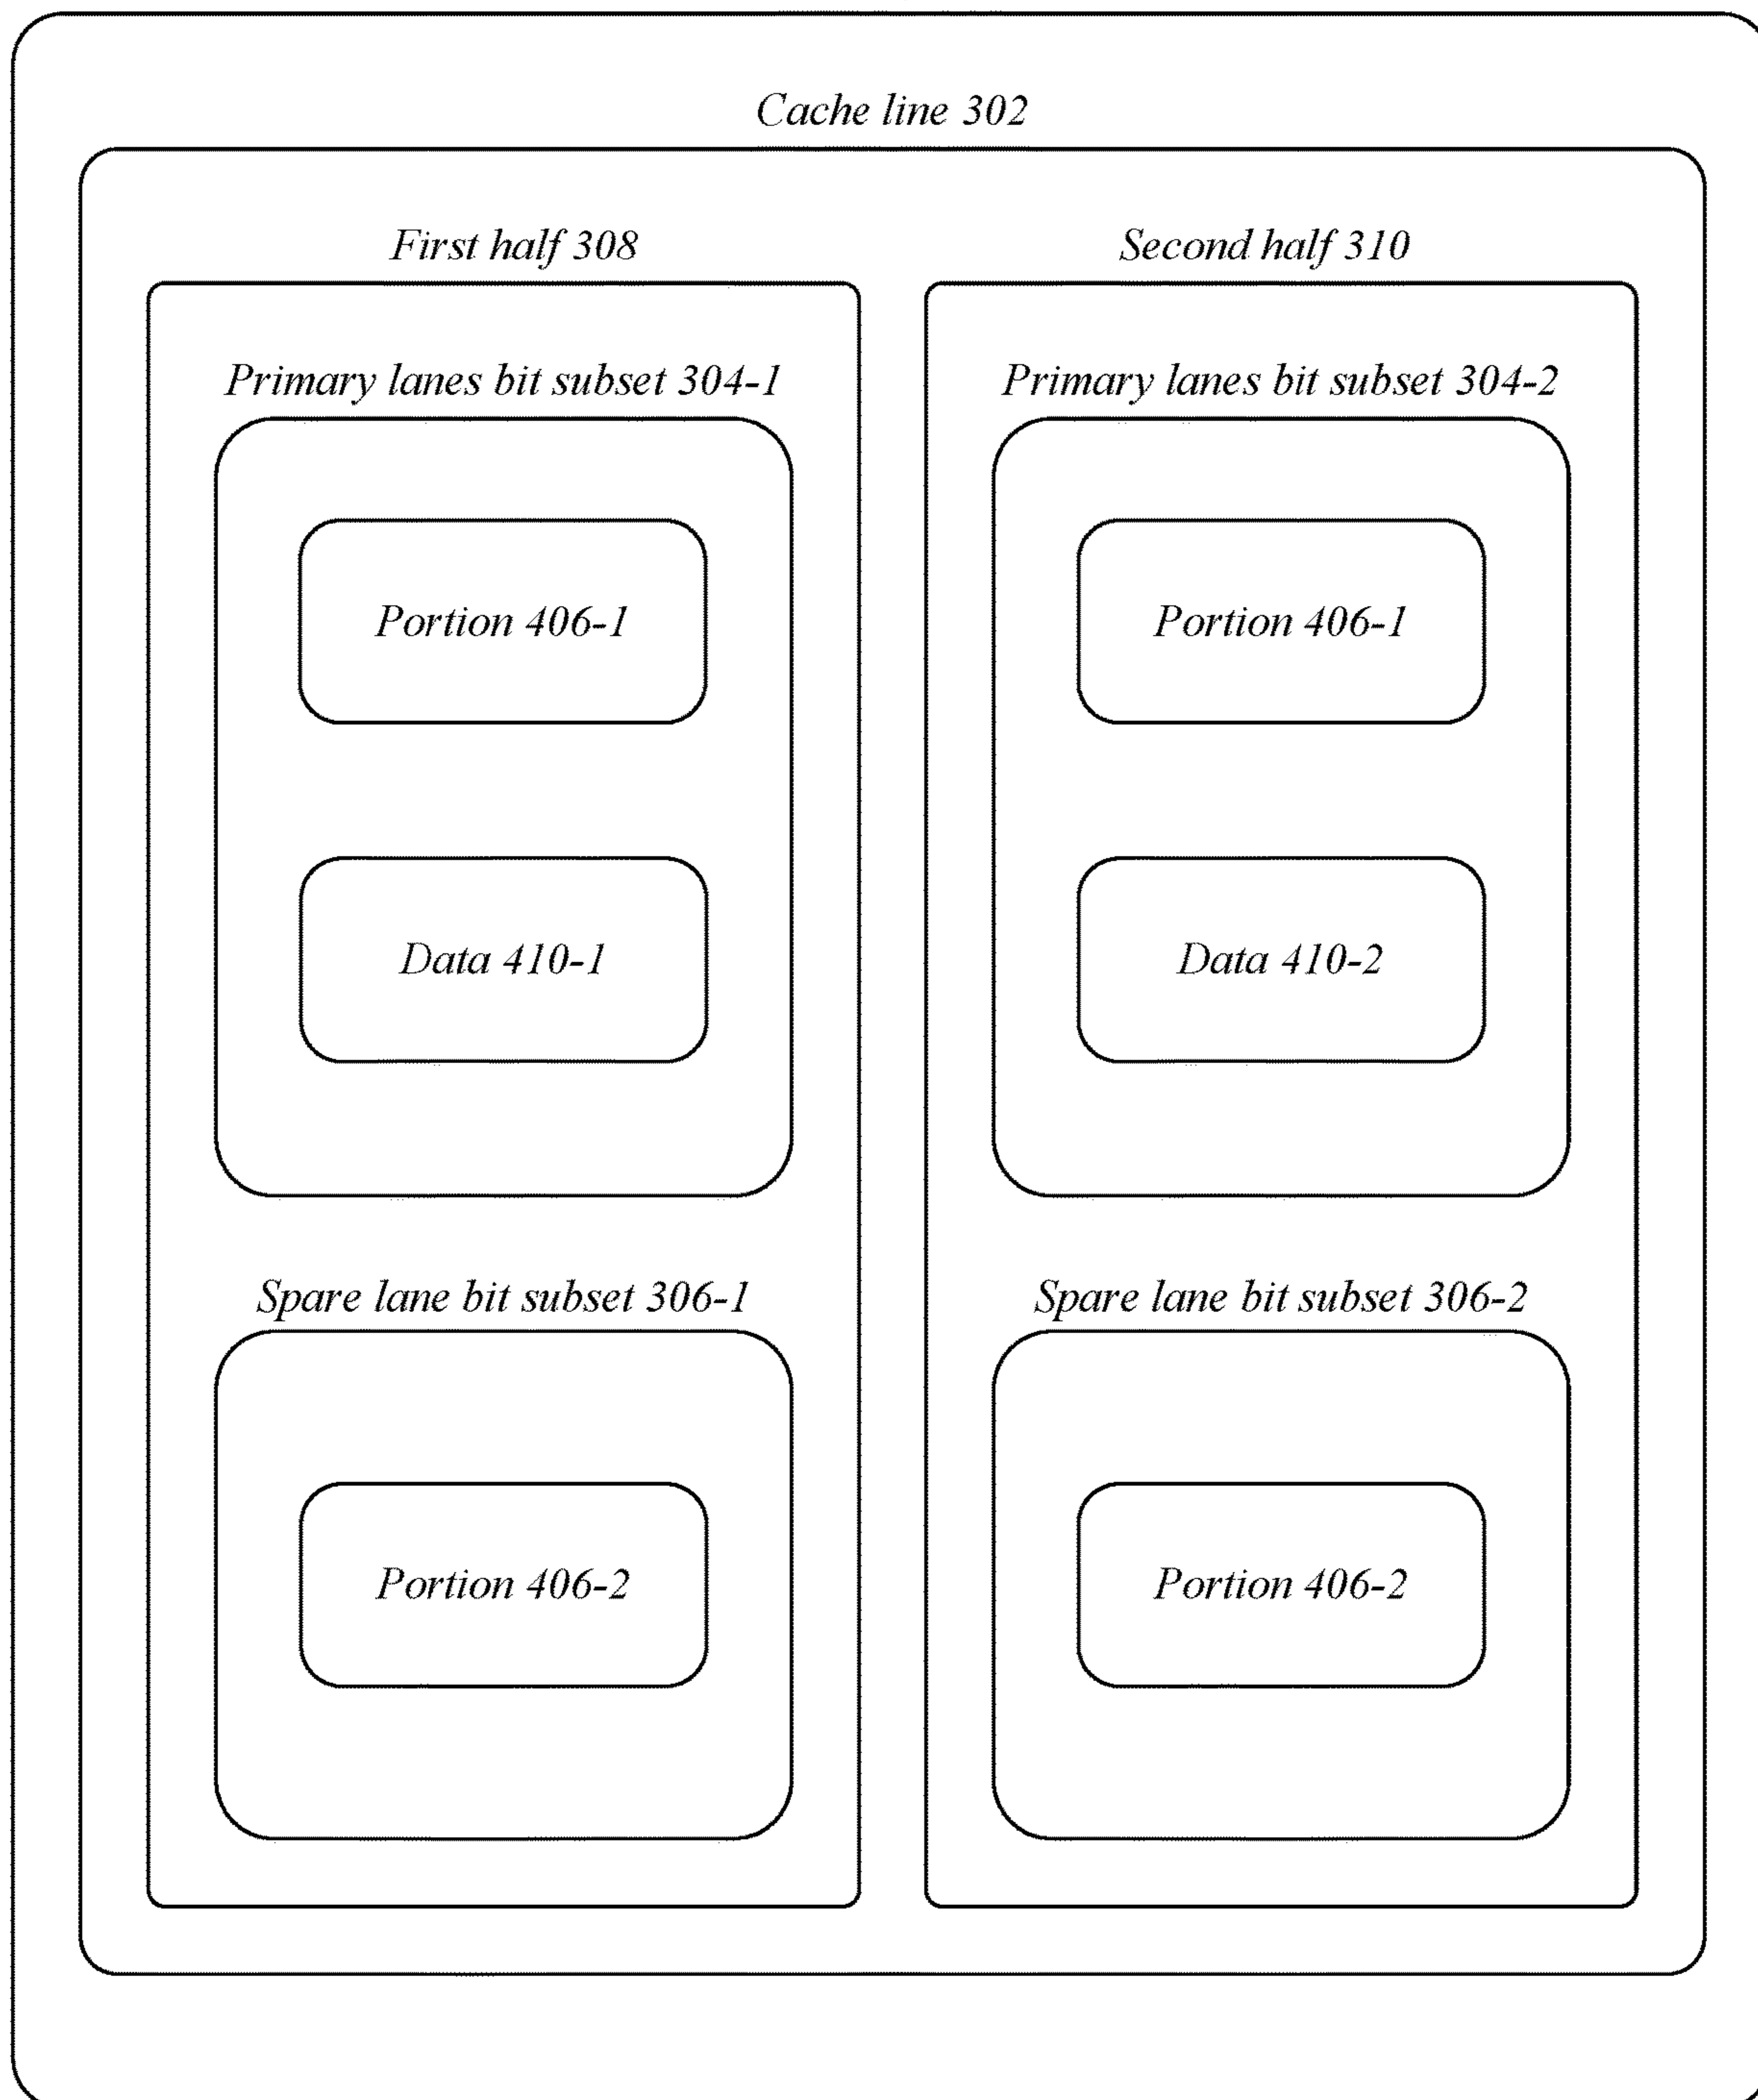 Cache line 302
First half 308
Second half 310
Primary lanes bit subset 304-1
Primary lanes bit subset 304-2
Portion 406-1
Portion 406-1
Data 410-1
Data 410-2
Spare lane bit subset 306-1
Spare lane bit subset 306-2
Portion 406-2
Portion 406-2